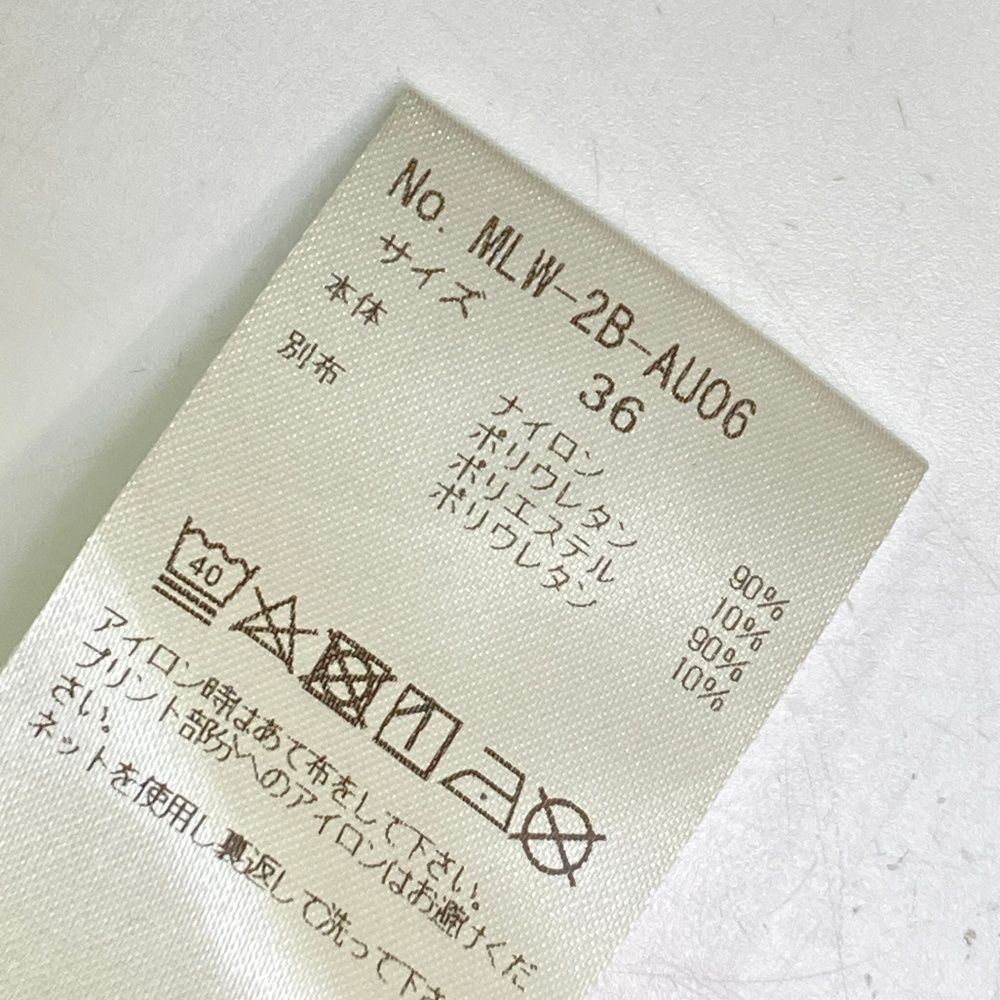 No. MLW-2B-AU06
サイズ 36
本体 ナイロン 90%
ポリウレタン 10%
別布 ポリエステル 90%
ポリウレタン 10%
40
アイロン時はあて布をして下さい。
プリント部分へのアイロンはお避けくだ
さい。
ネットを使用し裏返して洗って下さ